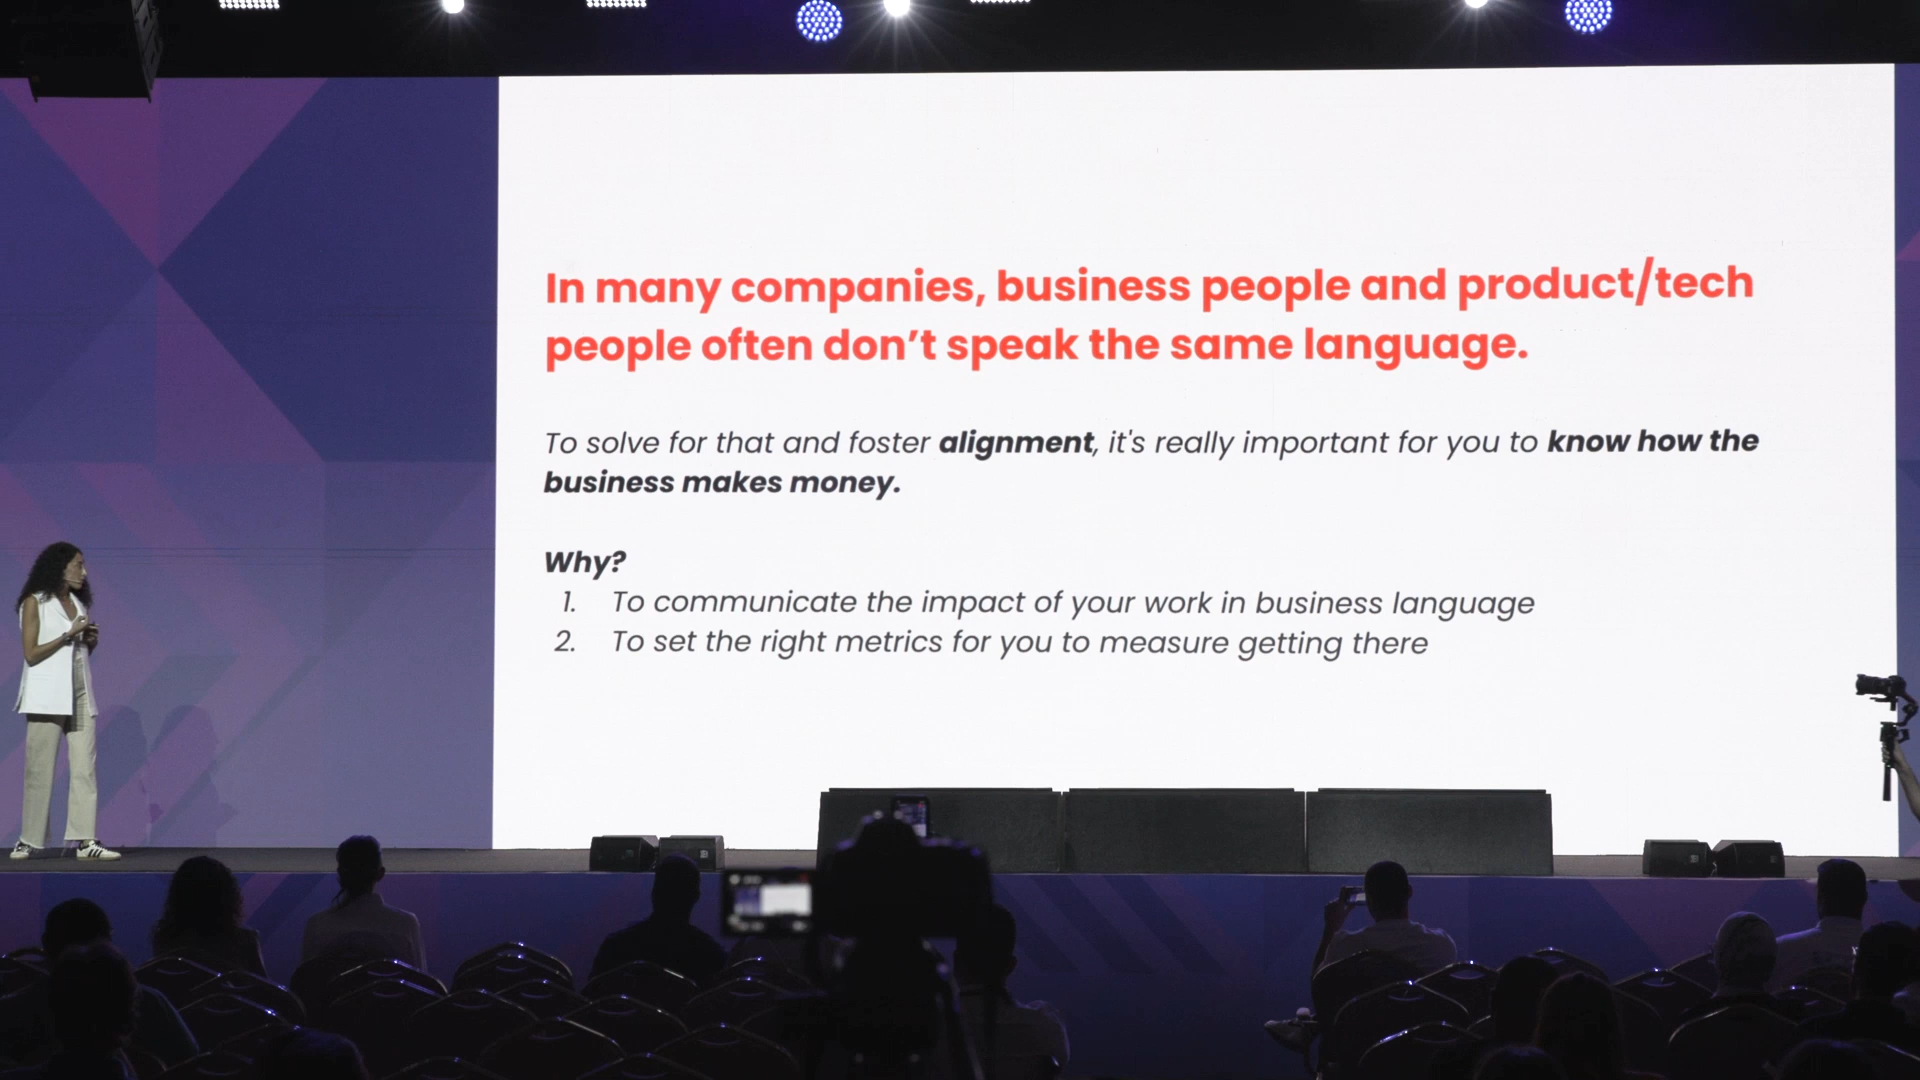 In many companies, business people and product/tech
people often don’t speak the same language.
To solve for that and foster alignment, it's really important for you to know how the
business makes money.
Why?
1. To communicate the impact of your work in business language
2. To set the right metrics for you to measure getting there